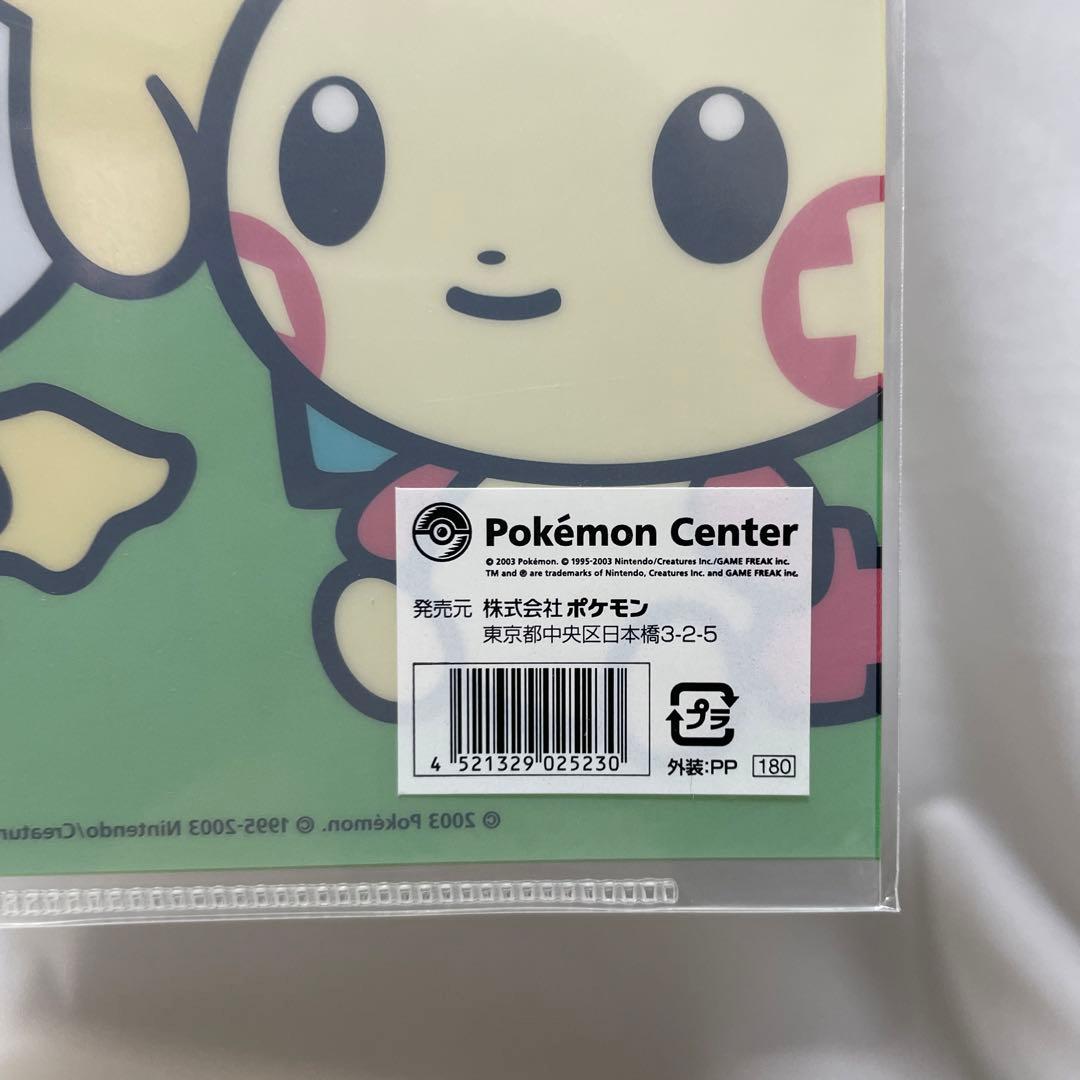 Pokémon Center
© 2003 Pokémon. © 1995-2003 Nintendo/Creatures Inc./GAME FREAK inc.
TM and ® are trademarks of Nintendo, Creatures Inc. and GAME FREAK inc.
発売元 株式会社 ポケモン
東京都中央区日本橋3-2-5
プラ
4 521329 025230
外装:PP 180
© 2003 Pokémon. © 1995-2003 Nintendo/Creatur